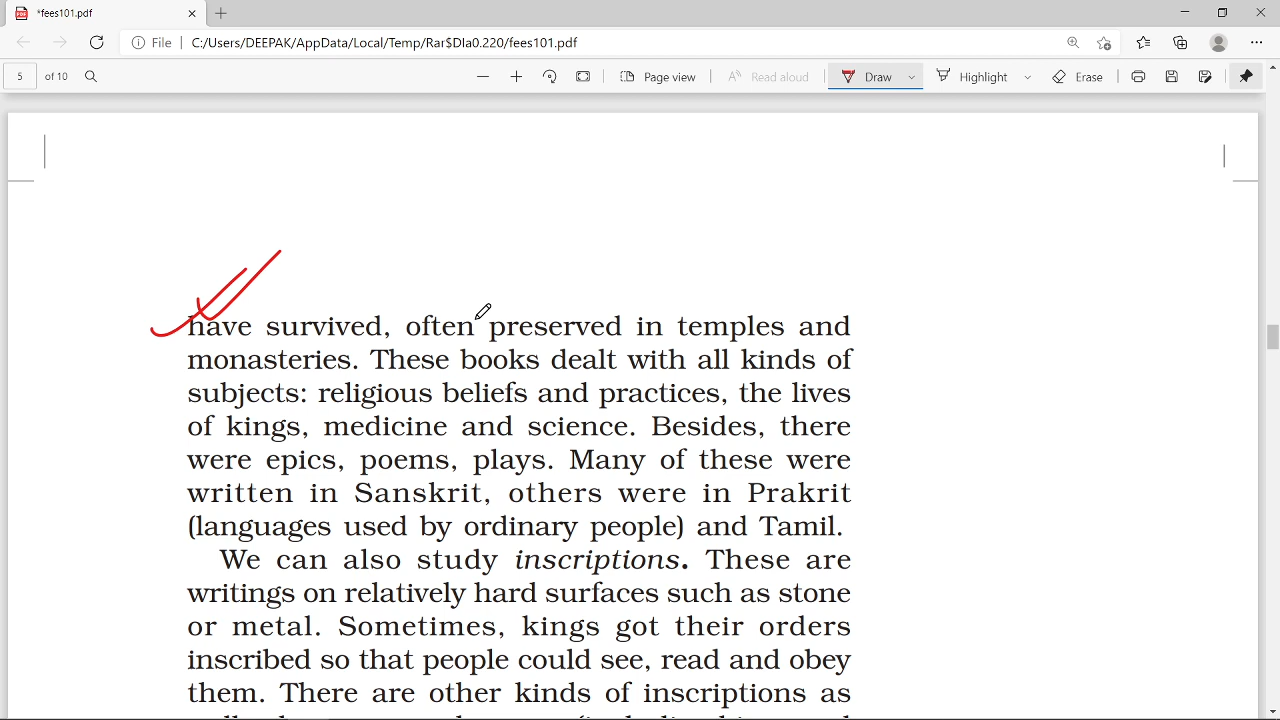 *fees101.pdf
File | C:/Users/DEEPAK/AppData/Local/Temp/Rar$DIa0.220/fees101.pdf
5 of 10 Page view Read aloud Draw Highlight Erase
have survived, often preserved in temples and
monasteries. These books dealt with all kinds of
subjects: religious beliefs and practices, the lives
of kings, medicine and science. Besides, there
were epics, poems, plays. Many of these were
written in Sanskrit, others were in Prakrit
(languages used by ordinary people) and Tamil.
We can also study inscriptions. These are
writings on relatively hard surfaces such as stone
or metal. Sometimes, kings got their orders
inscribed so that people could see, read and obey
them. There are other kinds of inscriptions as